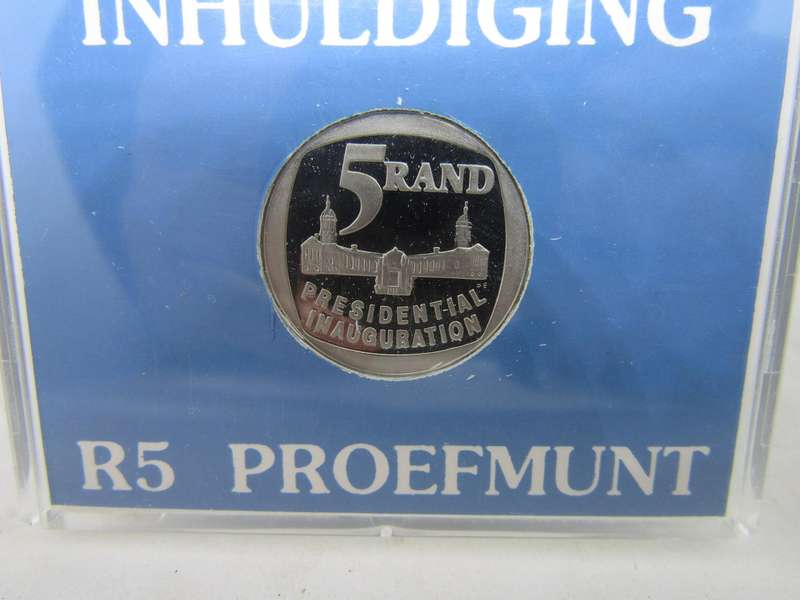 INHULDIGING
5 RAND
PRESIDENTIAL
INAUGURATION
R5 PROEFMUNT